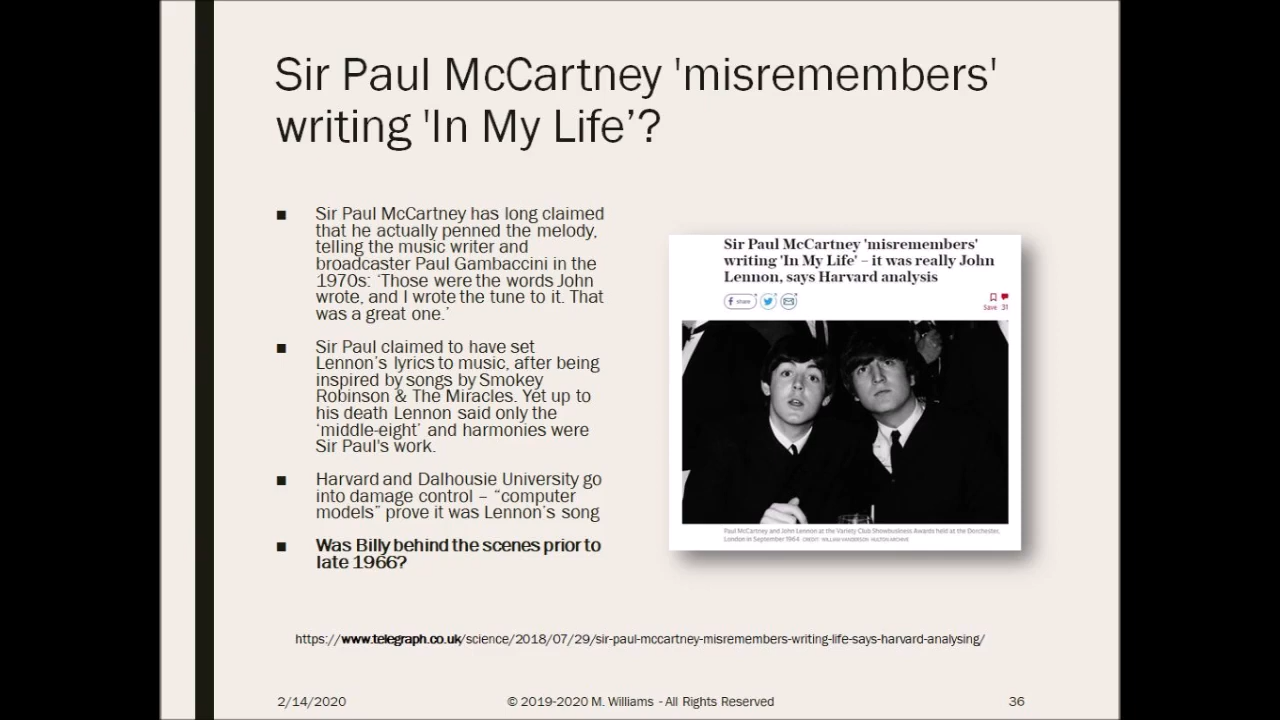 Sir Paul McCartney 'misremembers'
writing 'In My Life’?
■ Sir Paul McCartney has long claimed
that he actually penned the melody,
telling the music writer and
broadcaster Paul Gambaccini in the
1970s: ‘Those were the words John
wrote, and I wrote the tune to it. That
was a great one.’
■ Sir Paul claimed to have set
Lennon’s lyrics to music, after being
inspired by songs by Smokey
Robinson & The Miracles. Yet up to
his death Lennon said only the
‘middle-eight’ and harmonies were
Sir Paul's work.
■ Harvard and Dalhousie University go
into damage control – “computer
models” prove it was Lennon’s song
■ Was Billy behind the scenes prior to
late 1966?
Sir Paul McCartney 'misremembers'
writing 'In My Life' – it was really John
Lennon, says Harvard analysis
share
Save 31
Paul McCartney and John Lennon at the Variety Club Showbusiness Awards held at the Dorchester,
London in September 1964 CREDIT: WILLIAM VANDERSON HULTON ARCHIVE
https://www.telegraph.co.uk/science/2018/07/29/sir-paul-mccartney-misremembers-writing-life-says-harvard-analysing/
2/14/2020
© 2019-2020 M. Williams - All Rights Reserved
36